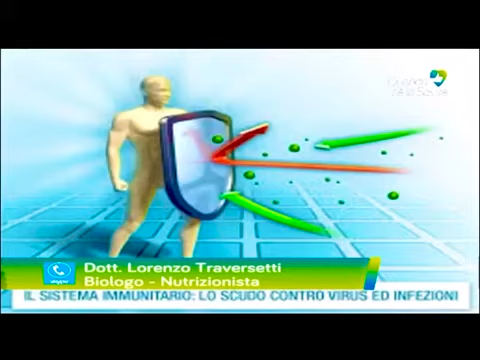 Dott. Lorenzo Traversetti
Biologo - Nutrizionista
IL SISTEMA IMMUNITARIO: LO SCUDO CONTRO VIRUS ED INFEZIONI